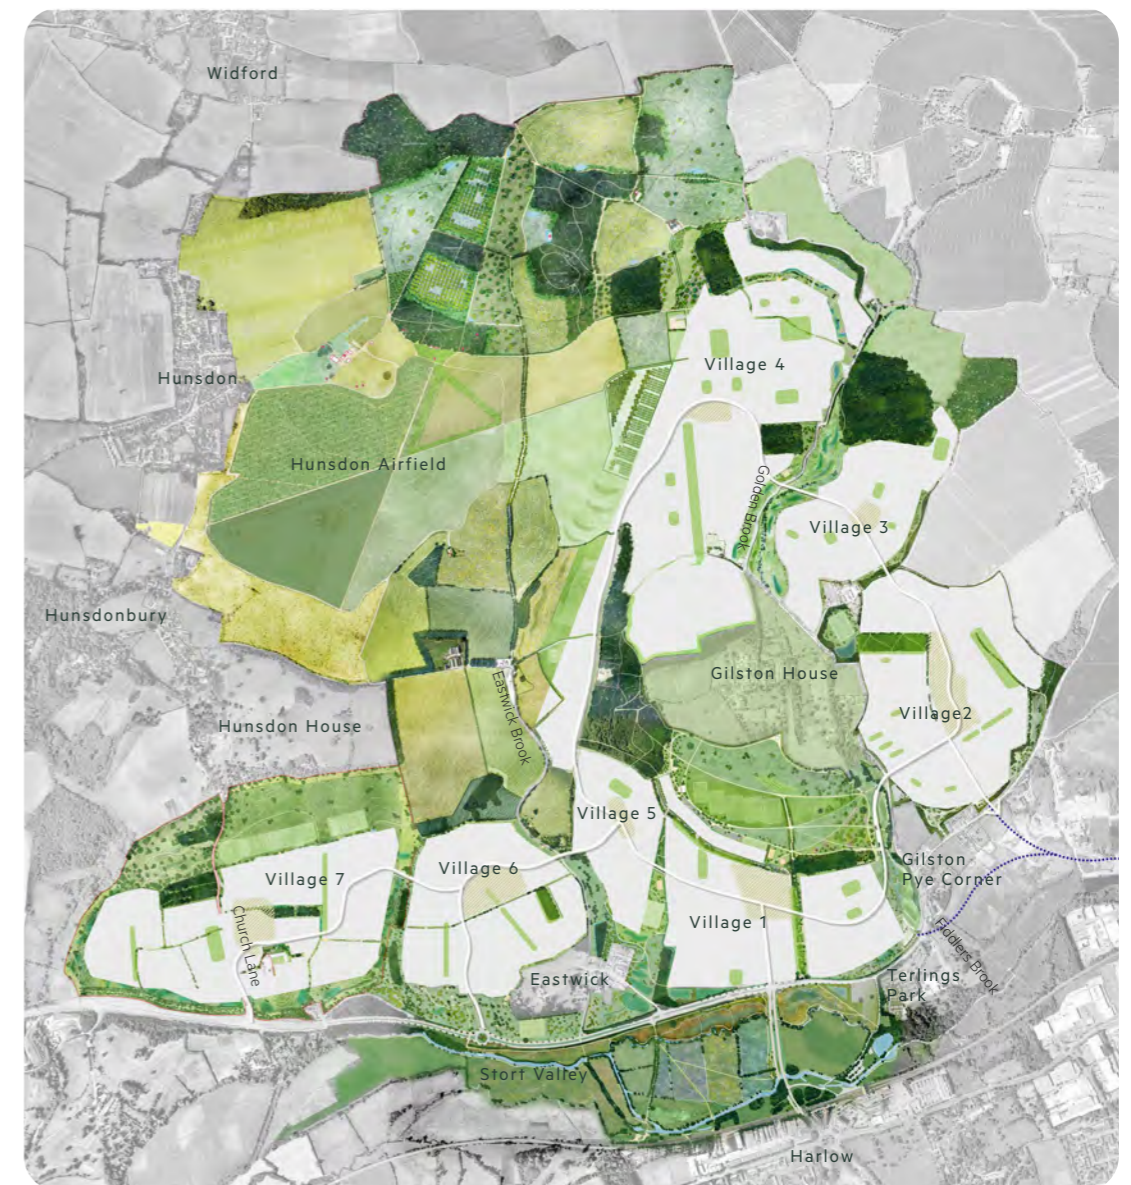 Widford
Village 4
Hunsdon
Hunsdon Airfield
Golden Brook
Village 3
Hunsdonbury
Gilston House
Eastwick Brook
Village2
Hunsdon House
Village 5
Gilston
Pye Corner
Village 6
Village 7
Village 1
Church Lane
Fiddlers Brook
Eastwick
Terlings
Park
Stort Valley
Harlow